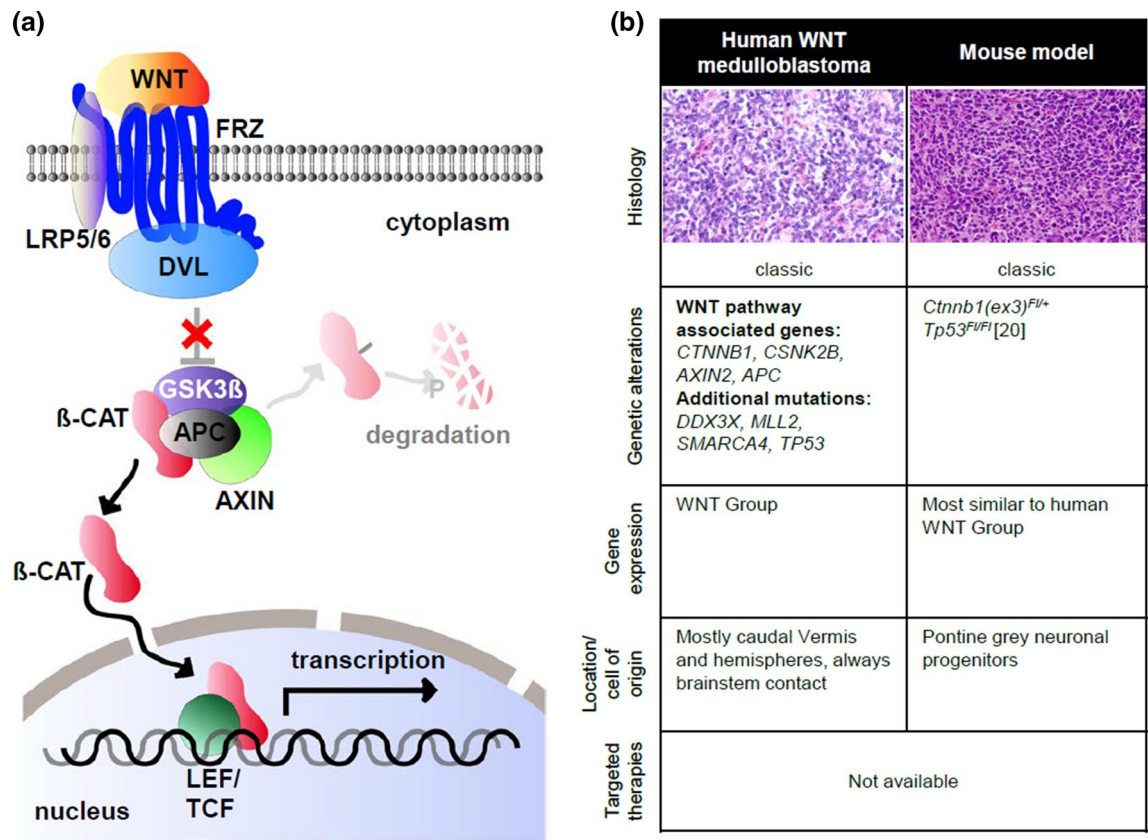 (a)
WNT
FRZ
LRP5/6
cytoplasm
DVL
GSK3ß
ß-CAT
APC
P
degradation
AXIN
ß-CAT
transcription
LEF/
TCF
nucleus
(b)
Human WNT
medulloblastoma
Mouse model
Histology
classic
classic
Genetic alterations
WNT pathway
associated genes:
CTNNB1, CSNK2B,
AXIN2, APC
Additional mutations:
DDX3X, MLL2,
SMARCA4, TP53
Ctnnb1(ex3)Fl/+
Tp53Fl/Fl [20]
Gene
expression
WNT Group
Most similar to human
WNT Group
Location/
cell of
origin
Mostly caudal Vermis
and hemispheres, always
brainstem contact
Pontine grey neuronal
progenitors
Targeted
therapies
Not available